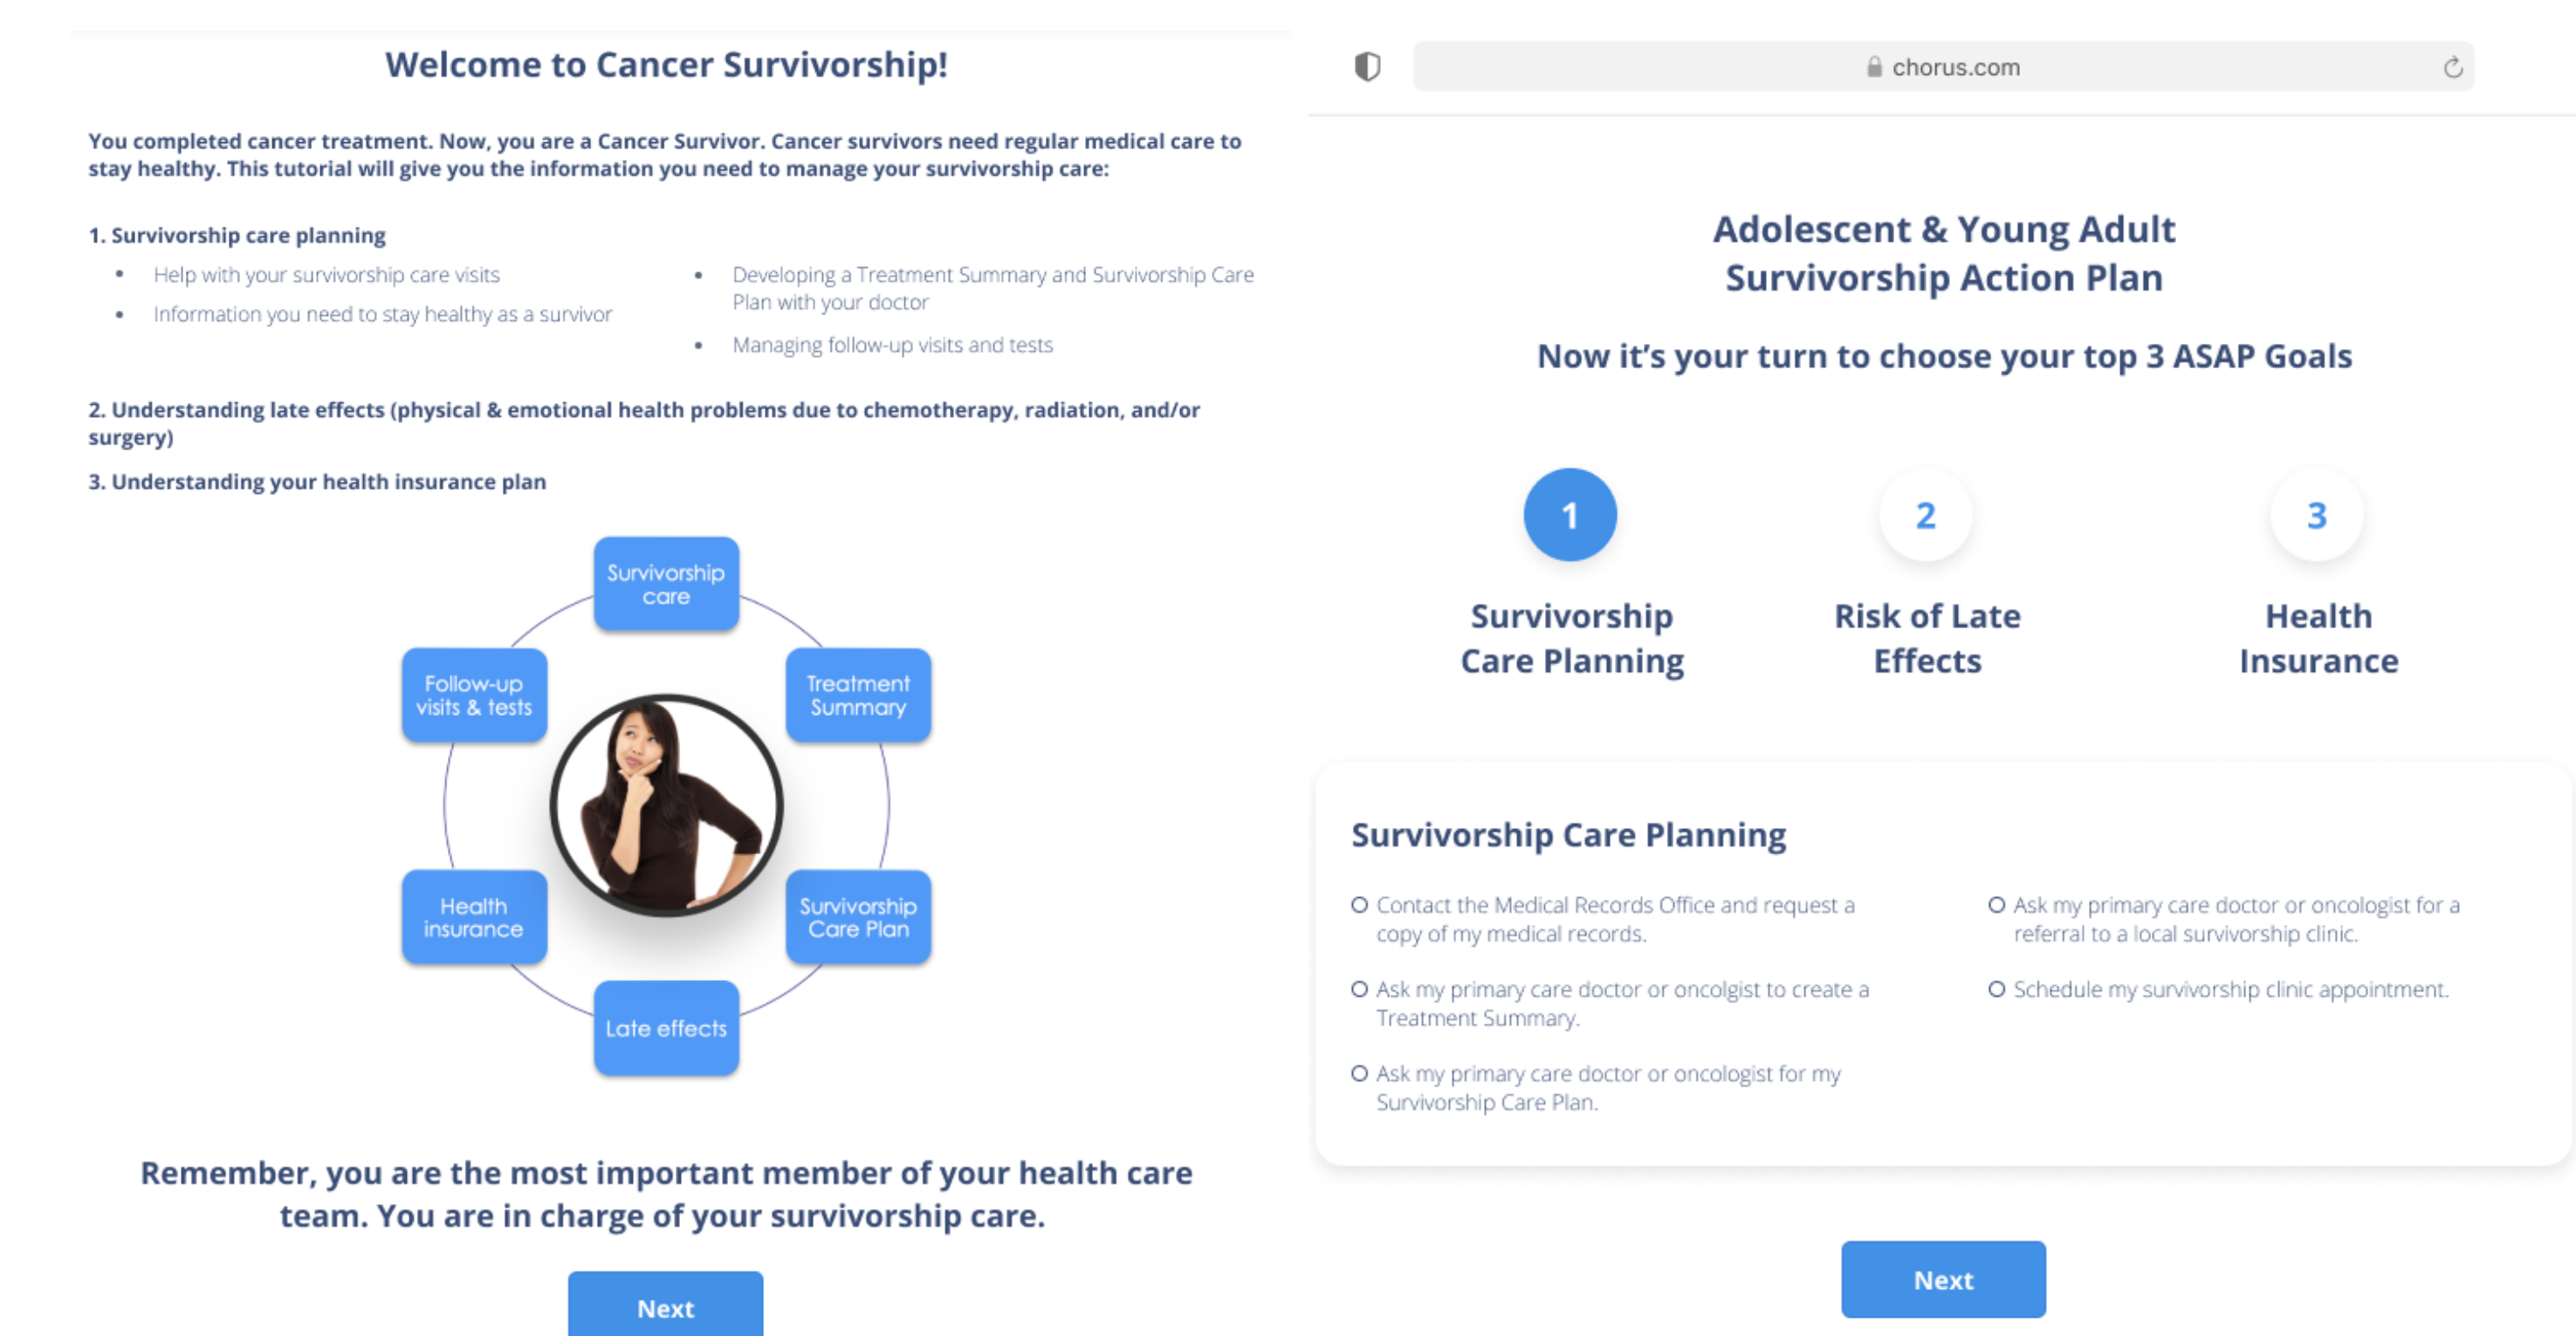 Welcome to Cancer Survivorship!
You completed cancer treatment. Now, you are a Cancer Survivor. Cancer survivors need regular medical care to
stay healthy. This tutorial will give you the information you need to manage your survivorship care:
1. Survivorship care planning
• Help with your survivorship care visits
• Information you need to stay healthy as a survivor
• Developing a Treatment Summary and Survivorship Care
Plan with your doctor
• Managing follow-up visits and tests
2. Understanding late effects (physical & emotional health problems due to chemotherapy, radiation, and/or
surgery)
3. Understanding your health insurance plan
Survivorship
care
Treatment
Summary
Survivorship
Care Plan
Late effects
Health
insurance
Follow-up
visits & tests
Remember, you are the most important member of your health care
team. You are in charge of your survivorship care.
Next
chorus.com
Adolescent & Young Adult
Survivorship Action Plan
Now it's your turn to choose your top 3 ASAP Goals
1
Survivorship
Care Planning
2
Risk of Late
Effects
3
Health
Insurance
Survivorship Care Planning
Contact the Medical Records Office and request a
copy of my medical records.
Ask my primary care doctor or oncolgist to create a
Treatment Summary.
Ask my primary care doctor or oncologist for my
Survivorship Care Plan.
Ask my primary care doctor or oncologist for a
referral to a local survivorship clinic.
Schedule my survivorship clinic appointment.
Next